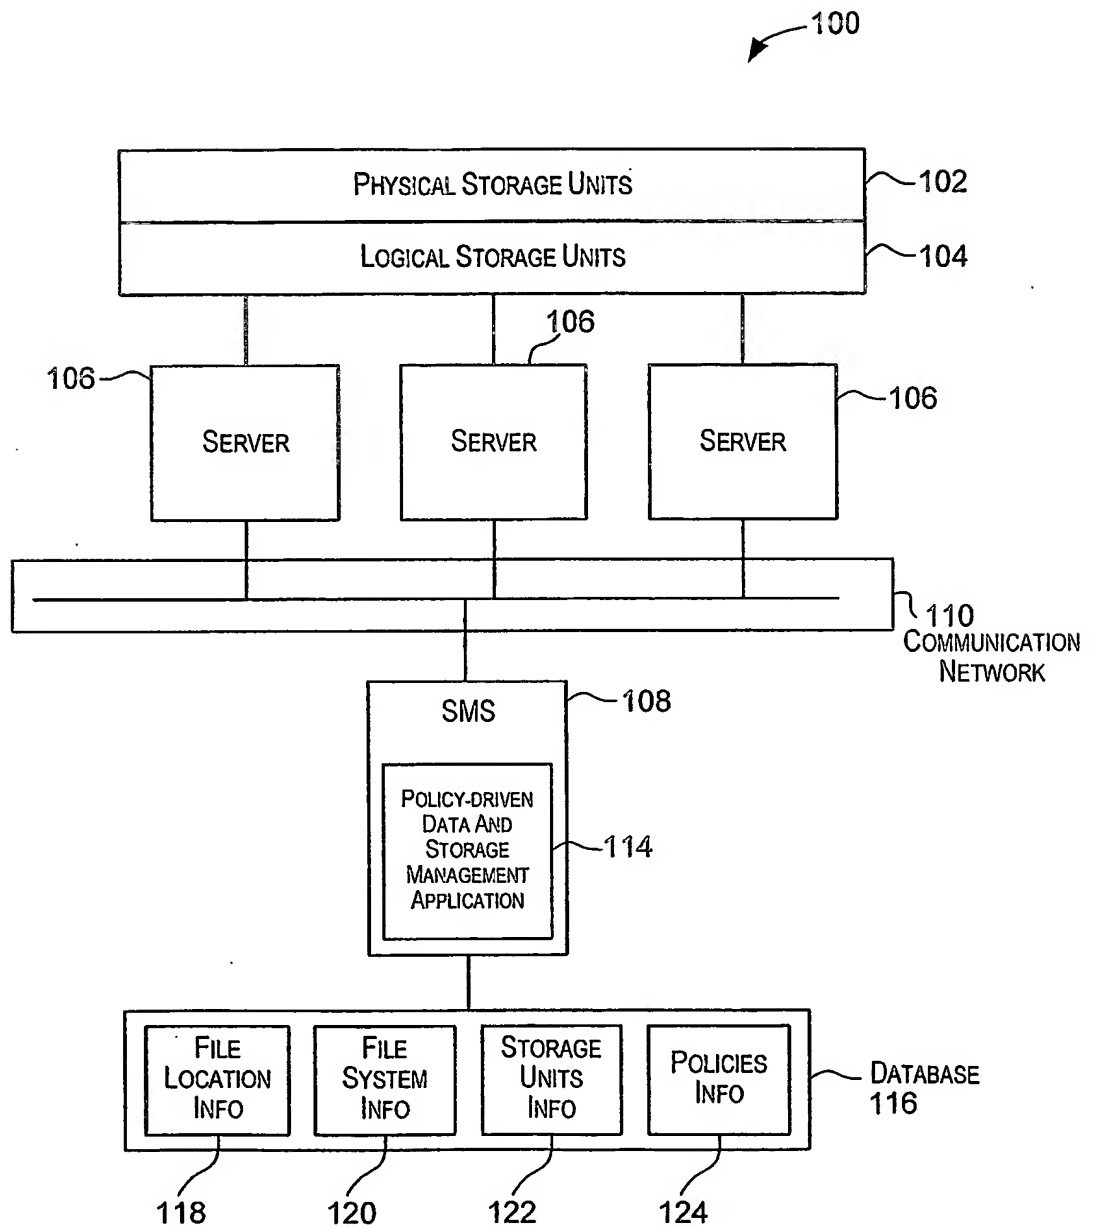 100
PHYSICAL STORAGE UNITS
102
LOGICAL STORAGE UNITS
104
106
106
106
SERVER
SERVER
SERVER
110
COMMUNICATION
NETWORK
SMS
108
POLICY-DRIVEN
DATA AND
STORAGE
MANAGEMENT
APPLICATION
114
FILE
LOCATION
INFO
FILE
SYSTEM
INFO
STORAGE
UNITS
INFO
POLICIES
INFO
DATABASE
116
118
120
122
124